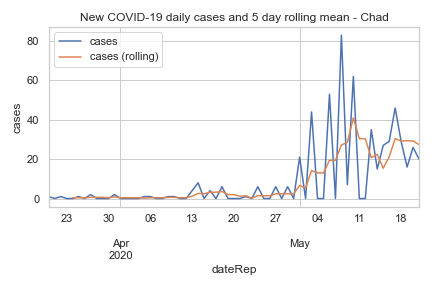 New COVID-19 daily cases and 5 day rolling mean - Chad
cases
cases (rolling)
80
60
40
20
0
cases
23 30 06 13 20 27 04 11 18
Apr May
2020
dateRep